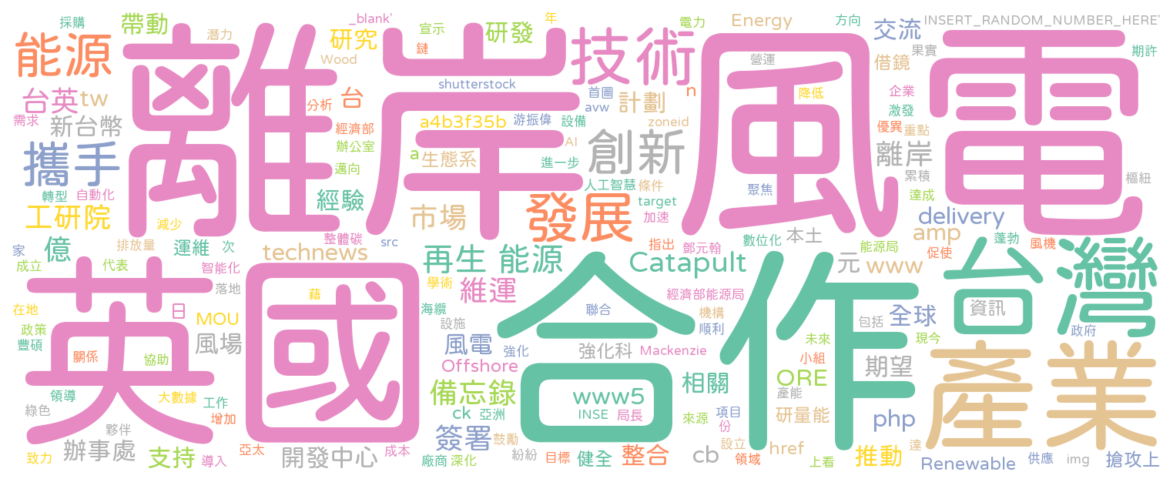 採購
帶動
潛力
_blank'
宣示
電力
年
Energy
方向
交流
INSERT_RANDOM_NUMBER_HERE'
能源
離岸風電
研究
鏈
研發
技術
營運
借鏡
果實
期許
Wood
shutterstock
台英
tw
台
分析
首圖
計劃
n
降低
企業
激發
需求
新台幣
經濟部
a4b3f35b
avw
游振偉
設備
zoneid
優異
重點
攜手
辦公室
a
生態系
AI
進一步
創新
離岸
累積
轉型
自動化
邁向
經驗
人工智慧
條件
聚焦
達成
樞紐
工研院
減少
市場
發展
target
加速
delivery
家
億
排放量
運維
次
整體碳
src
technews
再生 能源
指出
鄧元翰
數位化
本土
能源局
amp
促使
蓬勃
風機
成立
代表
智慧化
Catapult
元
www
台灣
英國
合作
在地
落地
日
藉
學術
維運
經濟部能源局
資訊
政策
MOU
海纜
設施
聯合
機構
順利
包括
全球
政府
豐碩
關係
協助
風場
風電
強化
強化科
Mackenzie
未來
小組
現今
領導
大數據
Offshore
相關
ORE
期望
產業
綠色
工作
增加
備忘錄
www5
產能
夥伴
ck
亞洲
INSE
局長
來源
項目
份
研量能
php
致力
辦事處
支持
導入
亞太
開發中心
成本
簽署
廠商
深化
鼓勵
紛紛
目標
健全
整合
cb
設立
領域
href
上看
推動
達
Renewable
供應
img
搶攻上